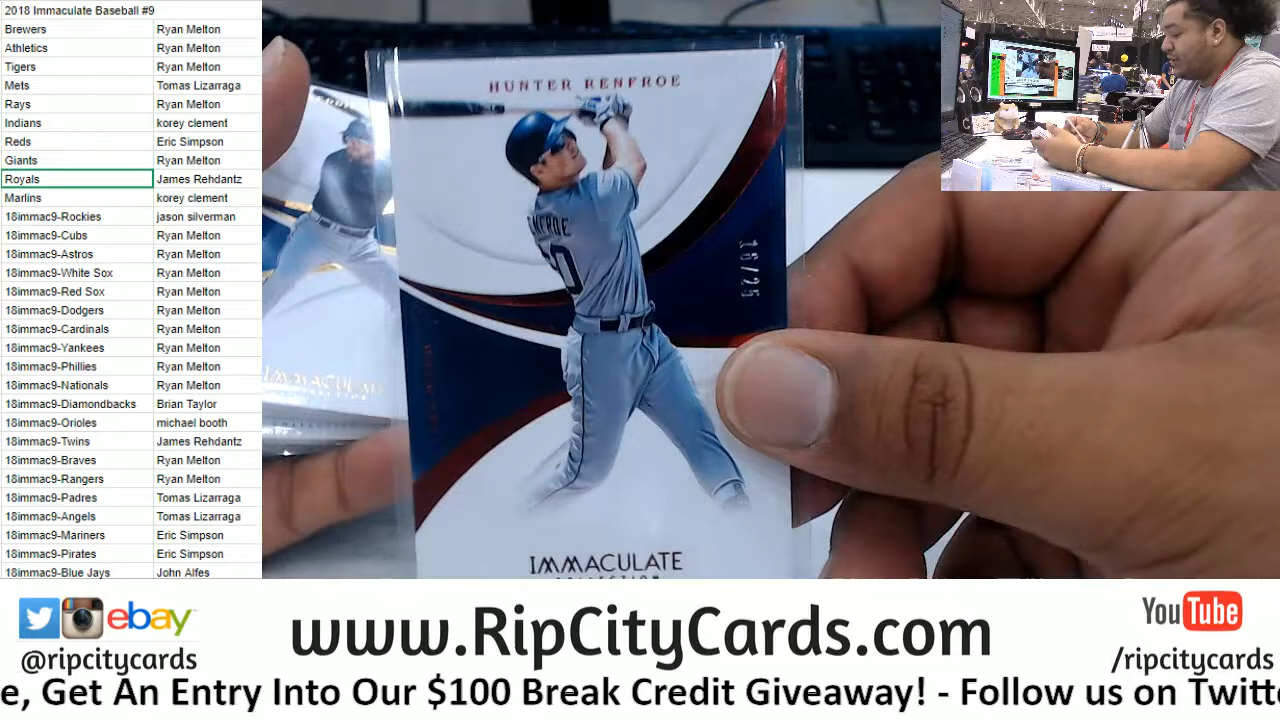 2018 Immaculate Baseball #9
Brewers Ryan Melton
Athletics Ryan Melton
Tigers Ryan Melton
Mets Tomas Lizarraga
Rays Ryan Melton
Indians korey clement
Reds Eric Simpson
Giants Ryan Melton
Royals James Rehdantz
Marlins korey clement
18immac9-Rockies jason silverman
18immac9-Cubs Ryan Melton
18immac9-Astros Ryan Melton
18immac9-White Sox Ryan Melton
18immac9-Red Sox Ryan Melton
18immac9-Dodgers Ryan Melton
18immac9-Cardinals Ryan Melton
18immac9-Yankees Ryan Melton
18immac9-Phillies Ryan Melton
18immac9-Nationals Ryan Melton
18immac9-Diamondbacks Brian Taylor
18immac9-Orioles michael booth
18immac9-Twins James Rehdantz
18immac9-Braves Ryan Melton
18immac9-Rangers Ryan Melton
18immac9-Padres Tomas Lizarraga
18immac9-Angels Tomas Lizarraga
18immac9-Mariners Eric Simpson
18immac9-Pirates Eric Simpson
18immac9-Blue Jays John Alfes
HUNTER RENFROE
IMMACULATE
COLLECTION
IMMACULATE
ebay
@ripcitycards
www.RipCityCards.com
YouTube
/ripcitycards
e, Get An Entry Into Our $100 Break Credit Giveaway! - Follow us on Twitt